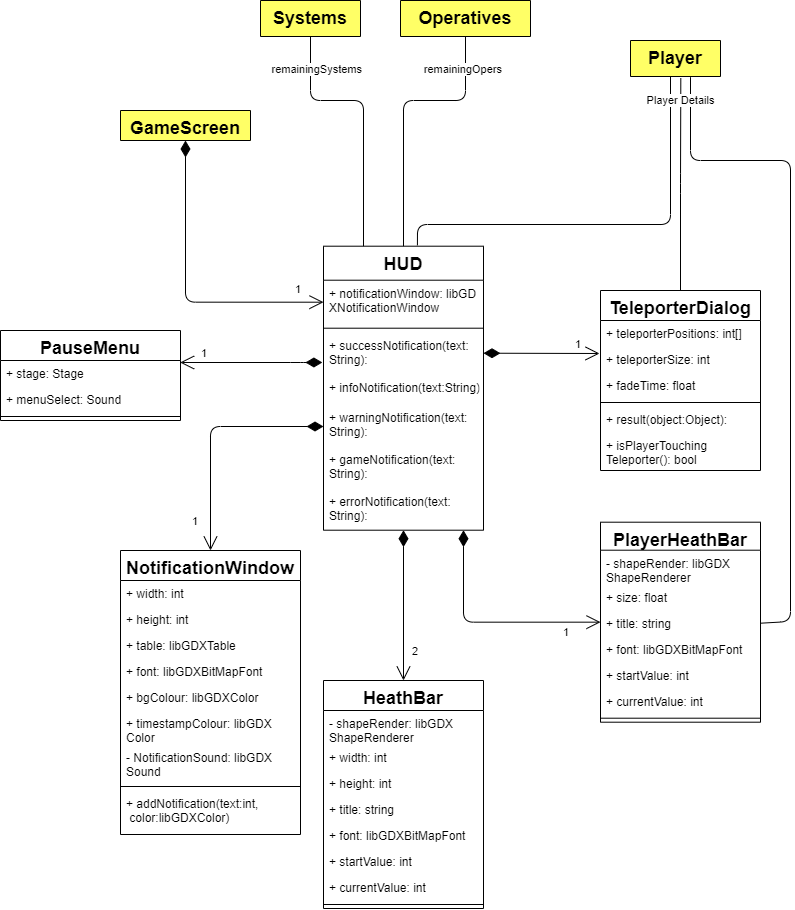 Systems
Operatives
Player
remainingSystems
remainingOpers
Player Details
GameScreen
1
HUD
+ notificationWindow: libGD
XNotificationWindow
+ successNotification(text:
String):
+ infoNotification(text:String)
+ warningNotification(text:
String):
+ gameNotification(text:
String):
+ errorNotification(text:
String):
PauseMenu
+ stage: Stage
+ menuSelect: Sound
1
1
TeleporterDialog
+ teleporterPositions: int[]
+ teleporterSize: int
+ fadeTime: float
+ result(object:Object):
+ isPlayerTouching
Teleporter(): bool
1
NotificationWindow
+ width: int
+ height: int
+ table: libGDXTable
+ font: libGDXBitMapFont
+ bgColour: libGDXColor
+ timestampColour: libGDX
Color
- NotificationSound: libGDX
Sound
+ addNotification(text:int,
color:libGDXColor)
2
HeathBar
- shapeRender: libGDX
ShapeRenderer
+ width: int
+ height: int
+ title: string
+ font: libGDXBitMapFont
+ startValue: int
+ currentValue: int
1
PlayerHeathBar
- shapeRender: libGDX
ShapeRenderer
+ size: float
+ title: string
+ font: libGDXBitMapFont
+ startValue: int
+ currentValue: int